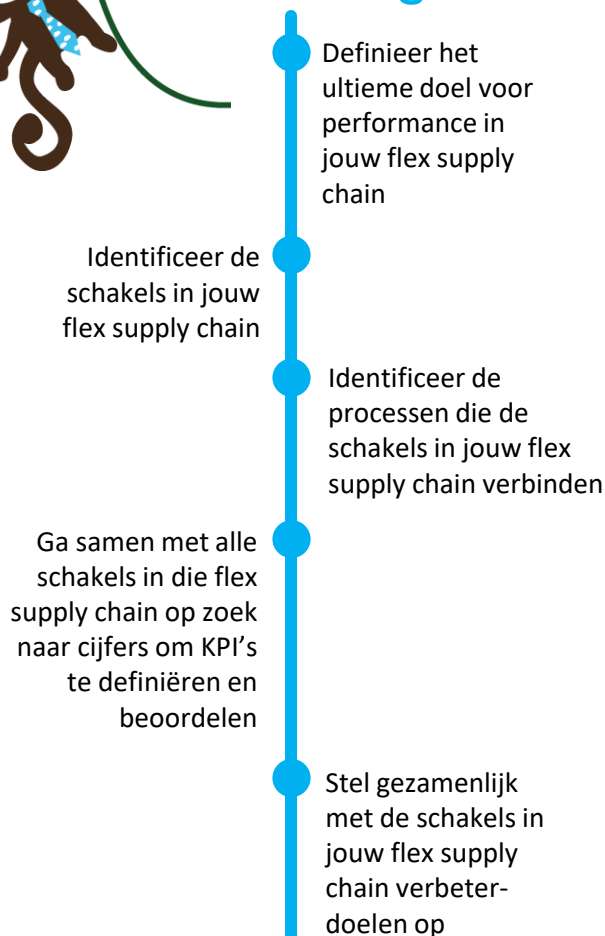 Definieer het
ultieme doel voor
performance in
jouw flex supply
chain
Identificeer de
schakels in jouw
flex supply chain
Identificeer de
processen die de
schakels in jouw flex
supply chain verbinden
Ga samen met alle
schakels in die flex
supply chain op zoek
naar cijfers om KPI's
te definiëren en
beoordelen
Stel gezamenlijk
met de schakels in
jouw flex supply
chain verbeter-
doelen op